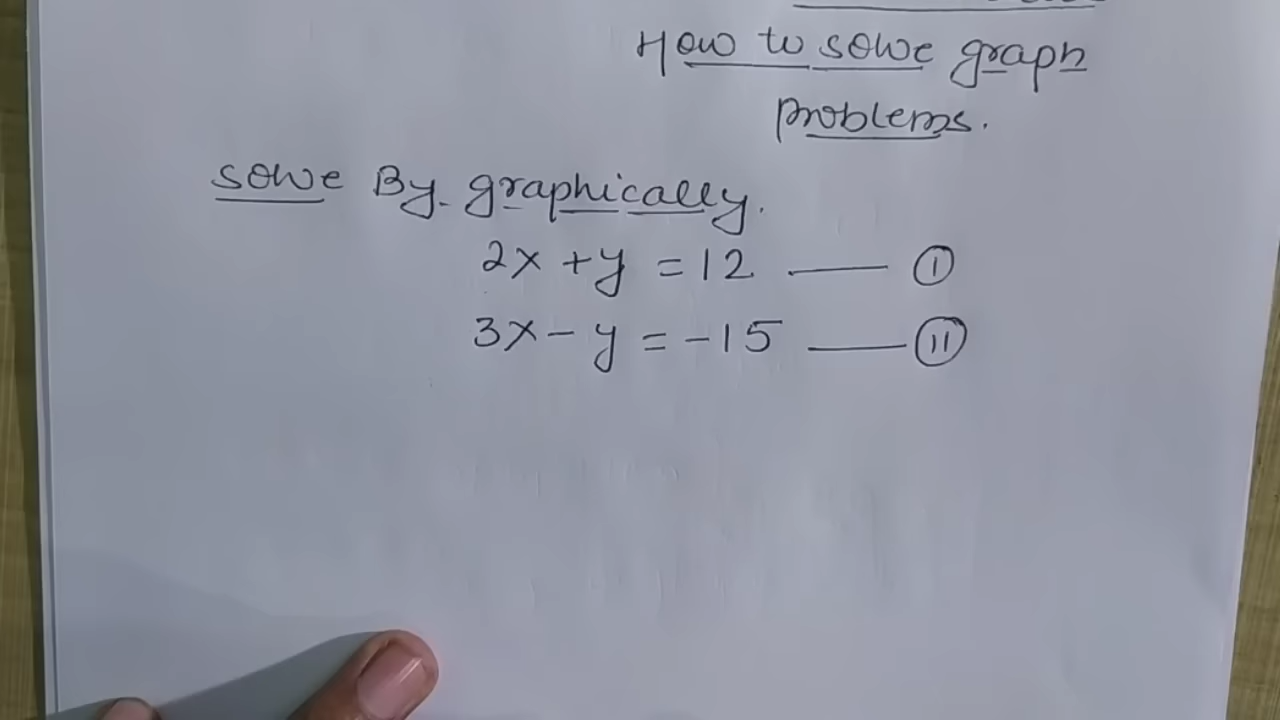 How to solve graph
problems.
solve By graphically.
2x + y = 12 —— I
3x - y = -15 —— II